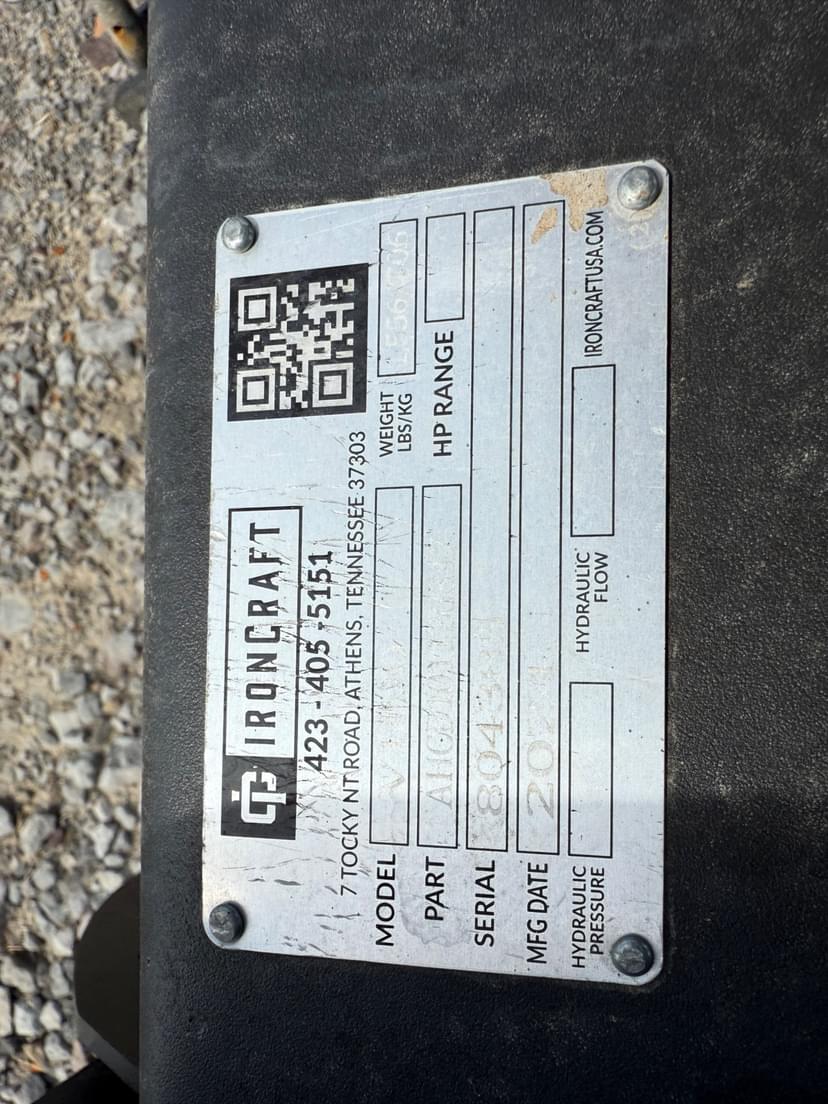 IRONCRAFT
423 - 405 - 5151
7 TOCKY NT ROAD, ATHENS, TENNESSEE 37303
MODEL
WEIGHT LBS/KG
PART
HP RANGE
SERIAL
MFG DATE
HYDRAULIC PRESSURE
HYDRAULIC FLOW
IRONCRAFTUSA.COM